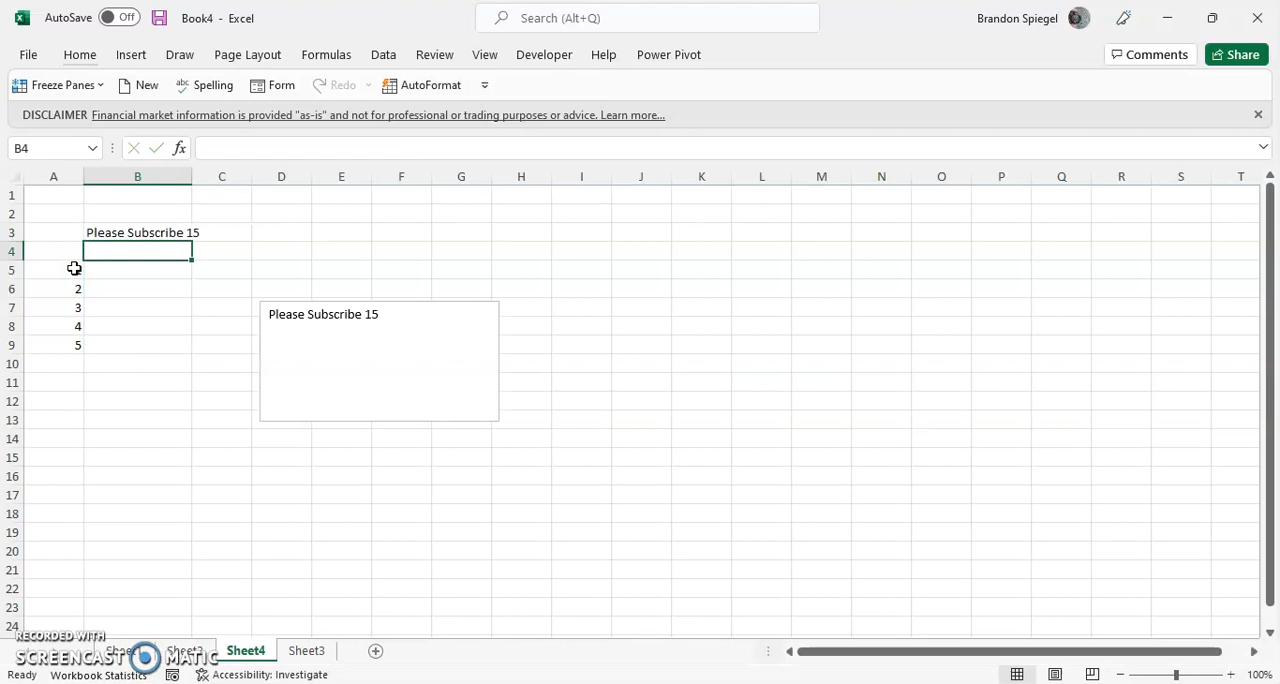 AutoSave Off Book4 - Excel Search (Alt+Q) Brandon Spiegel
File Home Insert Draw Page Layout Formulas Data Review View Developer Help Power Pivot Comments Share
Freeze Panes New Spelling Form Redo AutoFormat
DISCLAIMER Financial market information is provided "as-is" and not for professional or trading purposes or advice. Learn more...
B4 fx
A B C D E F G H I J K L M N O P Q R S T
1
2
3 Please Subscribe 15
4
5
6 2
7 3 Please Subscribe 15
8 4
9 5
10
11
12
13
14
15
16
17
18
19
20
21
22
23
24
RECORDED WITH
SCREENCAST MATIC
Sheet4 Sheet3
Ready Workbook Statistics Accessibility: Investigate 100%